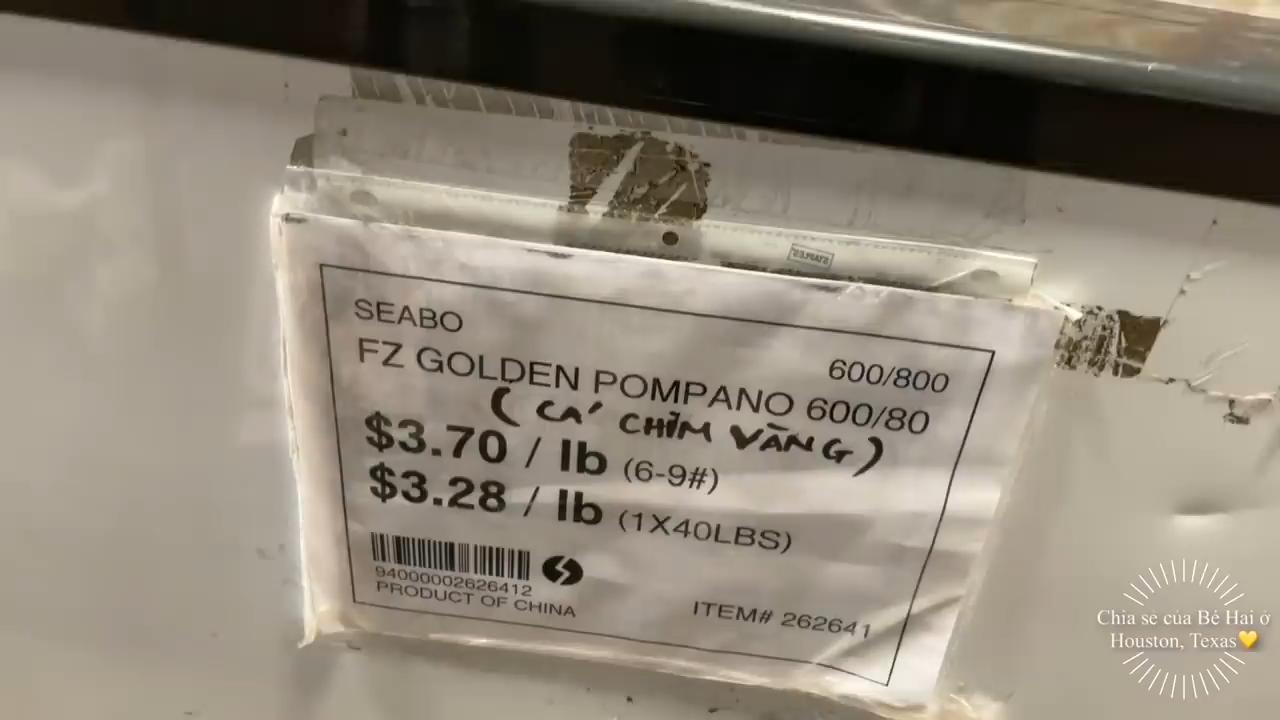 SEABO
600/800
FZ GOLDEN POMPANO 600/80
(CÁ CHIM VÀNG)
$3.70 / lb (6-9#)
$3.28 / lb (1X40LBS)
94000002626412
PRODUCT OF CHINA
ITEM# 262641
Chia sẻ của Bé Hai ở
Houston, Texas💛